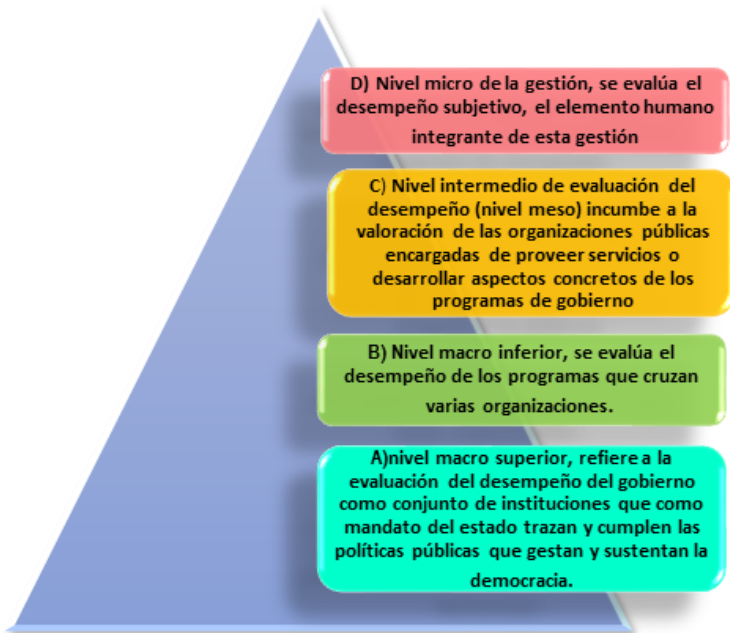 D) Nivel micro de la gestión, se evalúa el
desempeño subjetivo, el elemento humano
integrante de esta gestión
C) Nivel intermedio de evaluación del
desempeño (nivel meso) incumbe a la
valoración de las organizaciones públicas
encargadas de proveer servicios o
desarrollar aspectos concretos de los
programas de gobierno
B) Nivel macro inferior, se evalúa el
desempeño de los programas que cruzan
varias organizaciones.
A)nivel macro superior, refiere a la
evaluación del desempeño del gobierno
como conjunto de instituciones que como
mandato del estado trazan y cumplen las
políticas públicas que gestan y sustentan la
democracia.